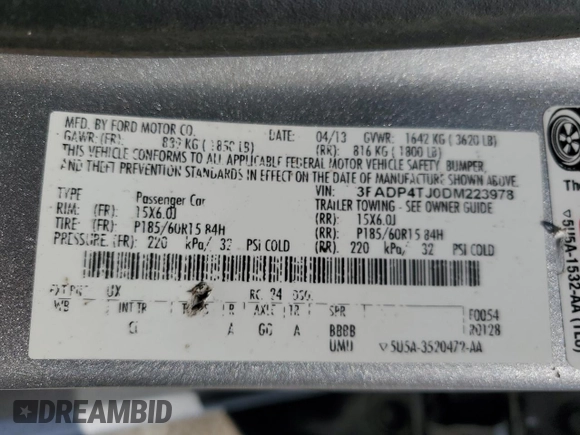 MFD. BY FORD MOTOR CO. DATE: 04/13 GVWR: 1642 KG ( 3620 LB)
GAWR: (FR): 839 KG ( 1850 LB) (RR): 816 KG ( 1800 LB)
THIS VEHICLE CONFORMS TO ALL APPLICABLE FEDERAL MOTOR VEHICLE SAFETY BUMPER,
AND THEFT PREVENTION STANDARDS IN EFFECT ON THE DATE OF MANUFACTURE SHOWN ABOVE.
VIN: 3FADP4TJ0DM223978
TYPE: Passenger Car TRAILER TOWING - SEE OWNER GUIDE
RIM: (FR): 15X6.0J (RR): 15X6.0J
TIRE: (FR): P185/60R15 84H (RR): P185/60R15 84H
PRESSURE: (FR): 220 kPa/ 32 PSI COLD (RR): 220 kPa/ 32 PSI COLD
UX RC: 24
WB INT TR R AXLE TR SPR F0054
A A BBBB 20128
UMU ▽5U5A-3520472-AA
Th
▽5U5A-1532
DREAMBID